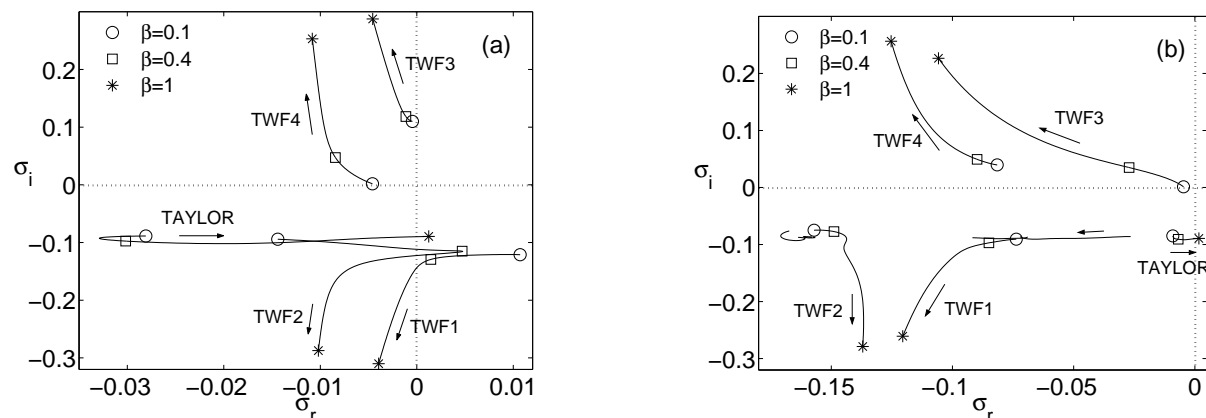 (a)
β=0.1
β=0.4
β=1
TWF3
TWF4
TAYLOR
TWF2
TWF1
0.2
0.1
0
−0.1
−0.2
−0.3
σi
−0.03
−0.02
−0.01
0
0.01
σr
(b)
β=0.1
β=0.4
β=1
TWF3
TWF4
TAYLOR
TWF2
TWF1
0.2
0.1
0
−0.1
−0.2
−0.3
σi
−0.15
−0.1
−0.05
0
σr